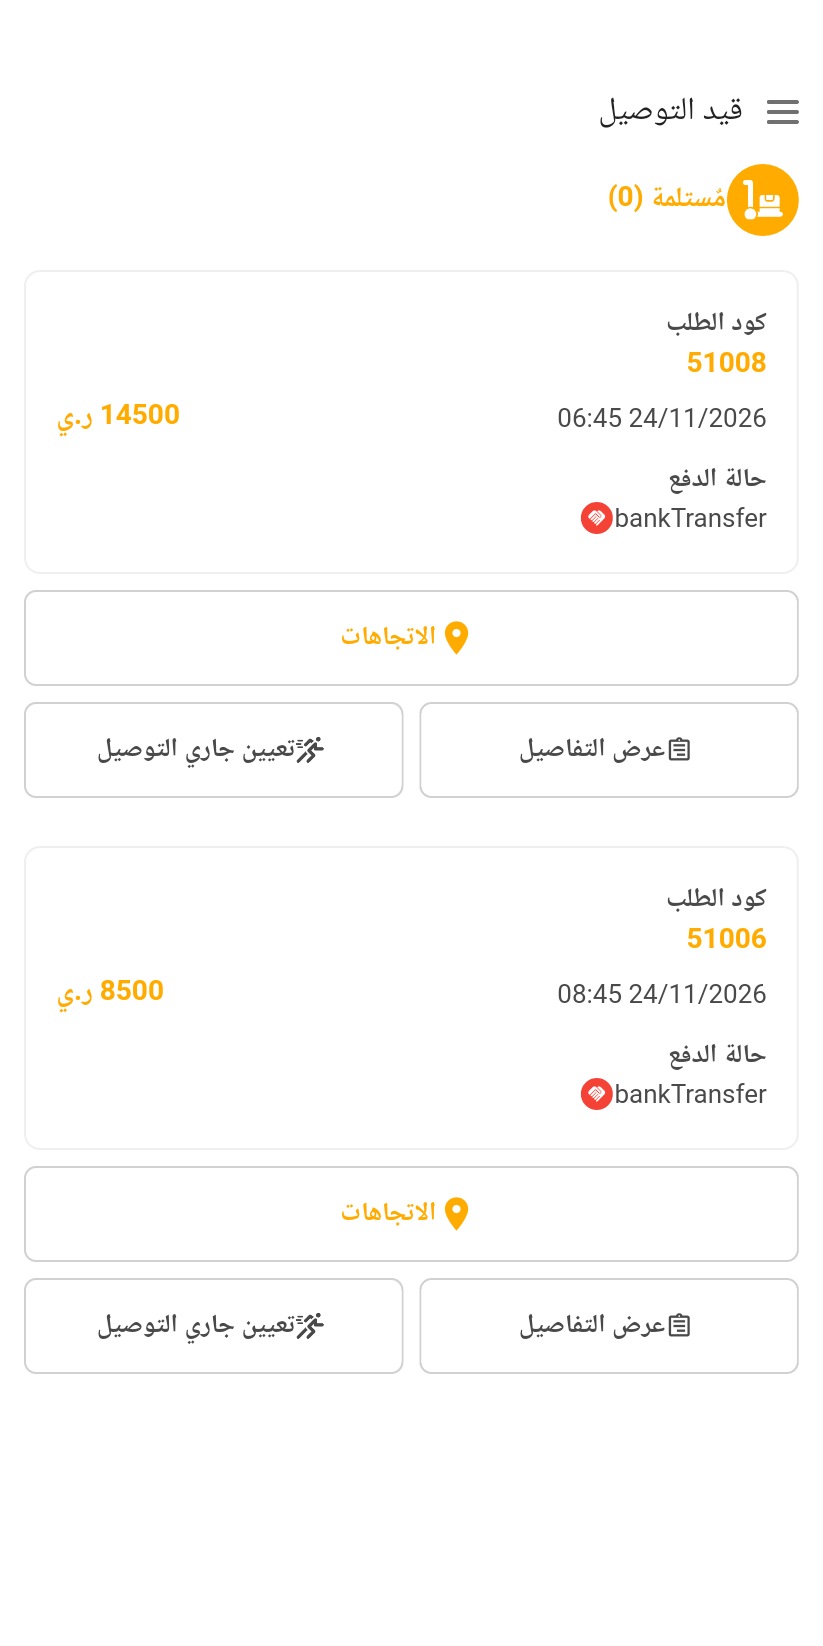 قيد التوصيل
مٌستلمة (0)
كود الطلب
51008
06:45 24/11/2026
14500 ر.ي
حالة الدفع
bankTransfer
الاتجاهات
عرض التفاصيل
تعيين جاري التوصيل
كود الطلب
51006
08:45 24/11/2026
8500 ر.ي
حالة الدفع
bankTransfer
الاتجاهات
عرض التفاصيل
تعيين جاري التوصيل